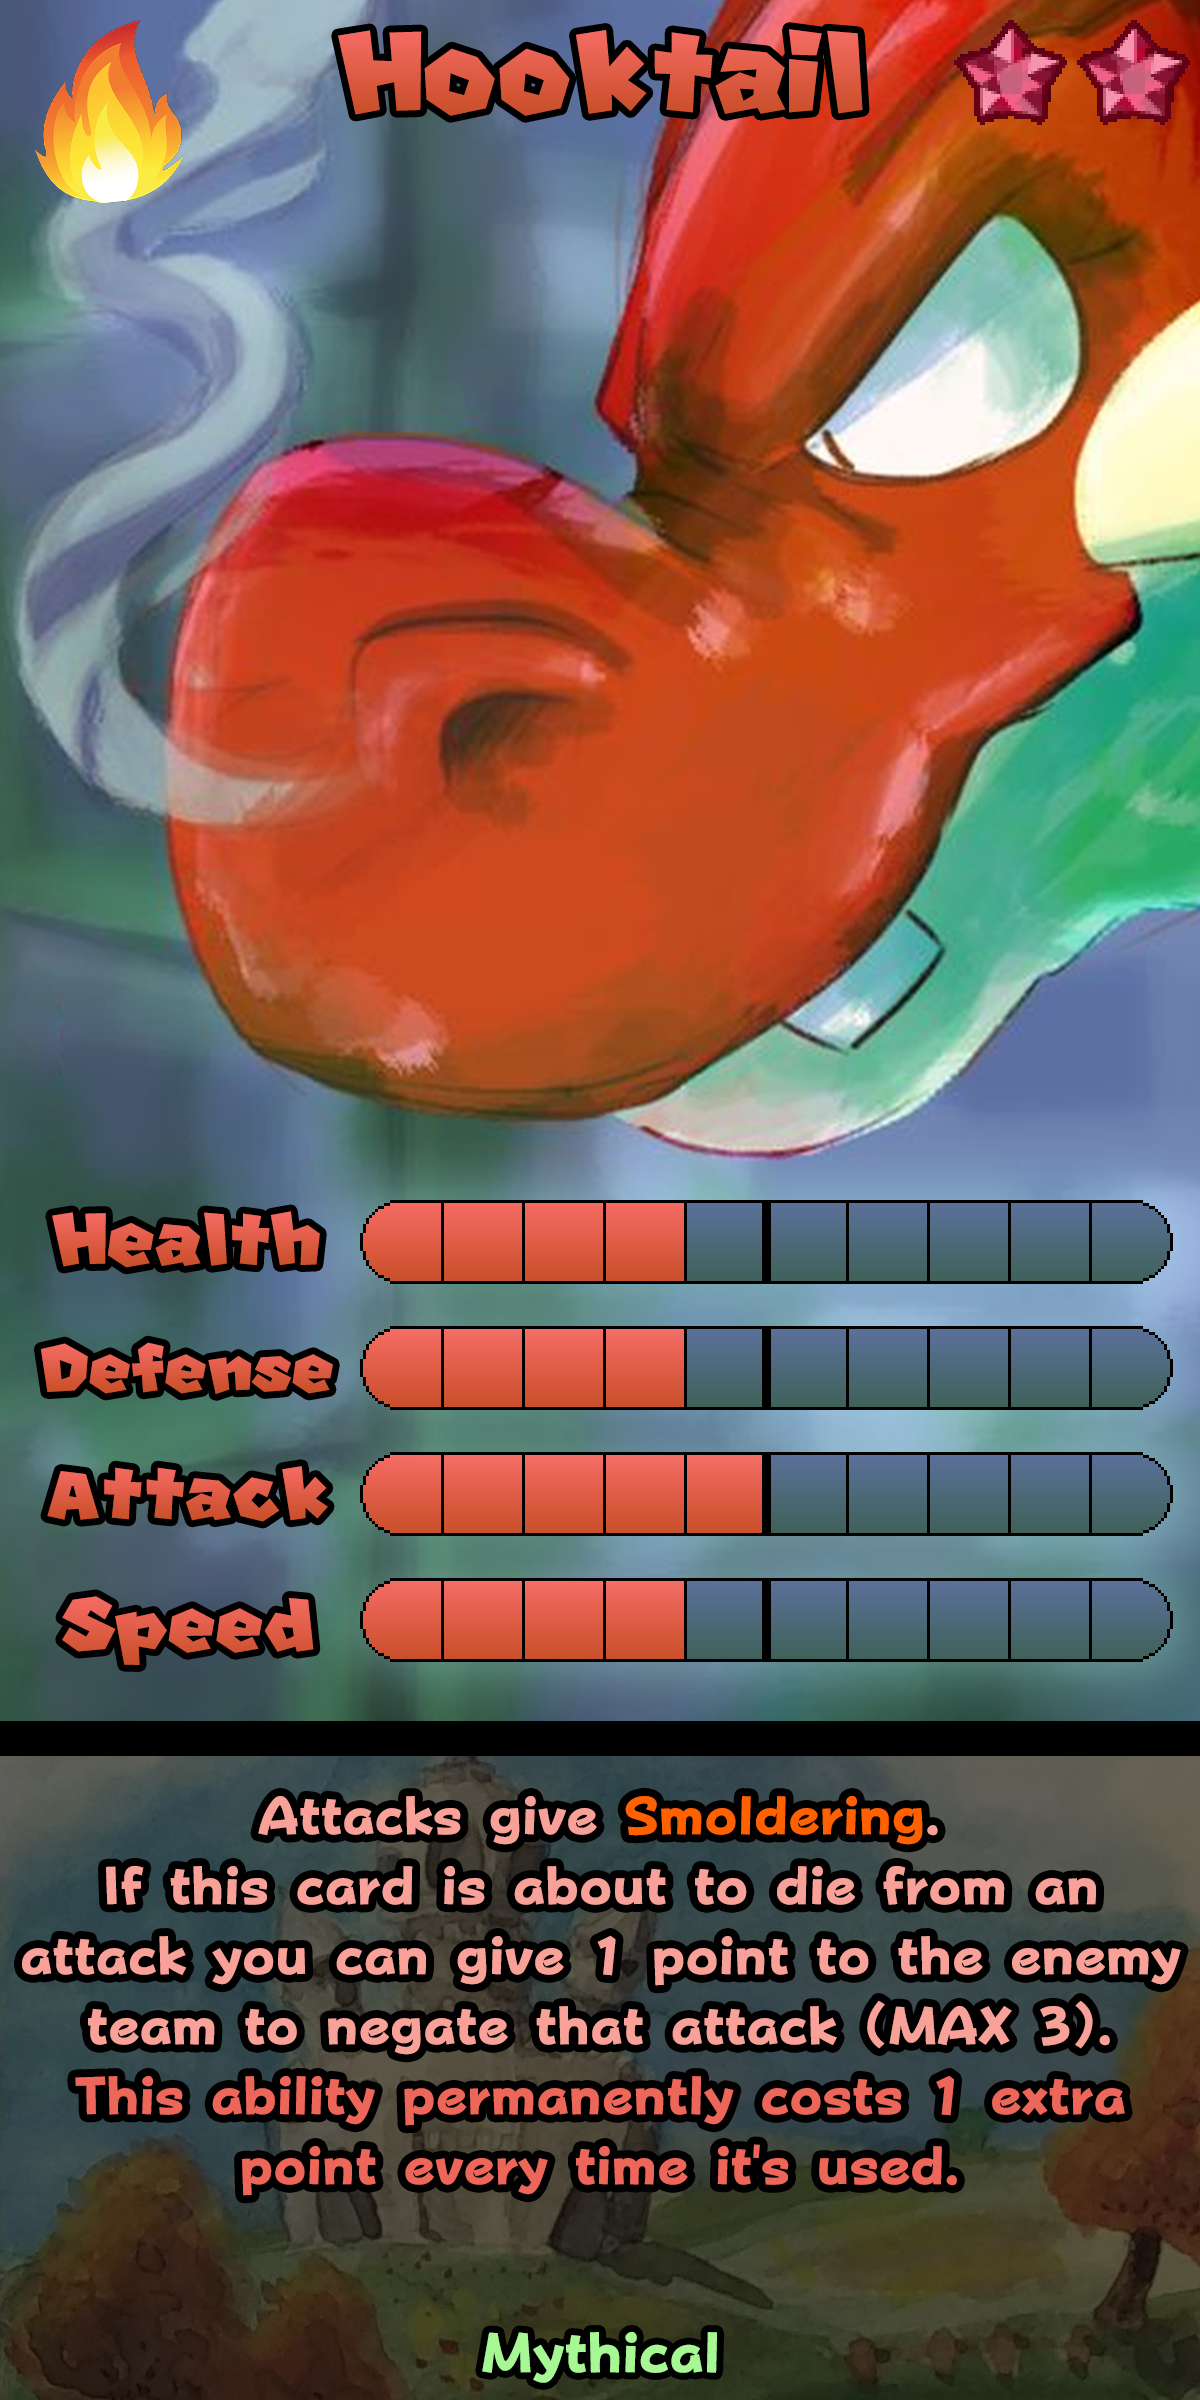 Hooktail
Health
Defense
Attack
Speed
Attacks give Smoldering.
If this card is about to die from an
attack you can give 1 point to the enemy
team to negate that attack (MAX 3).
This ability permanently costs 1 extra
point every time it's used.
Mythical